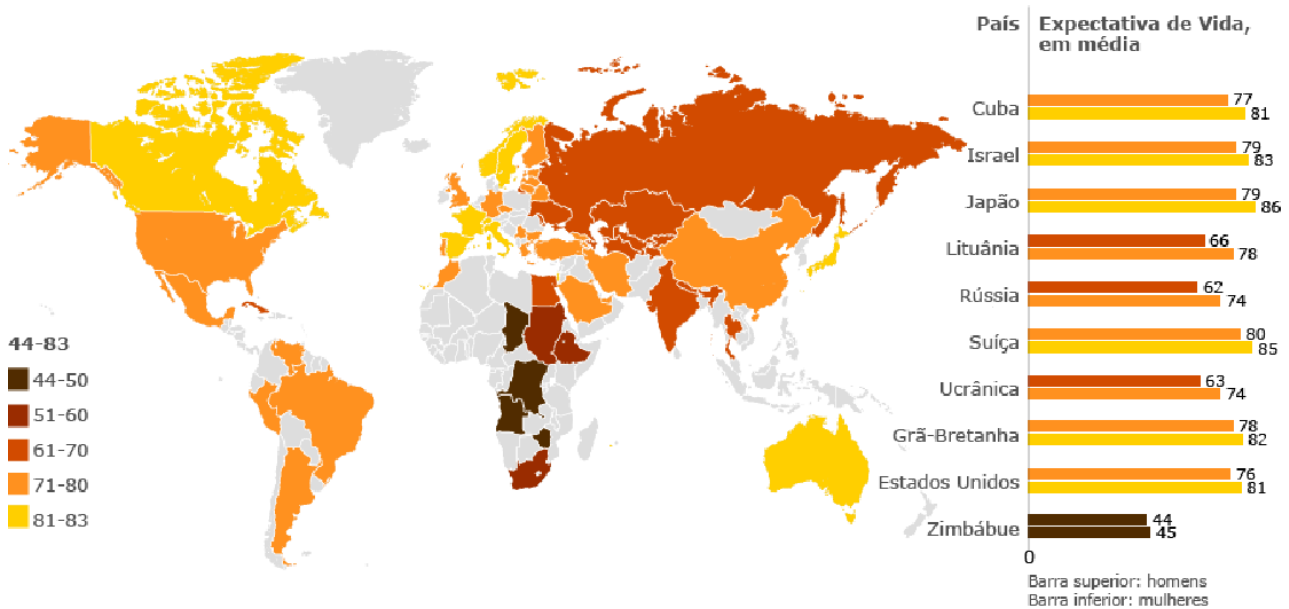 País
Expectativa de Vida,
em média
Cuba 77
81
Israel 79
83
Japão 79
86
Lituânia 66
78
Rússia 62
74
Suíça 80
85
Ucrânica 63
74
Grã-Bretanha 78
82
Estados Unidos 76
81
Zimbábue 44
45
0
Barra superior: homens
Barra inferior: mulheres
44-83
44-50
51-60
61-70
71-80
81-83